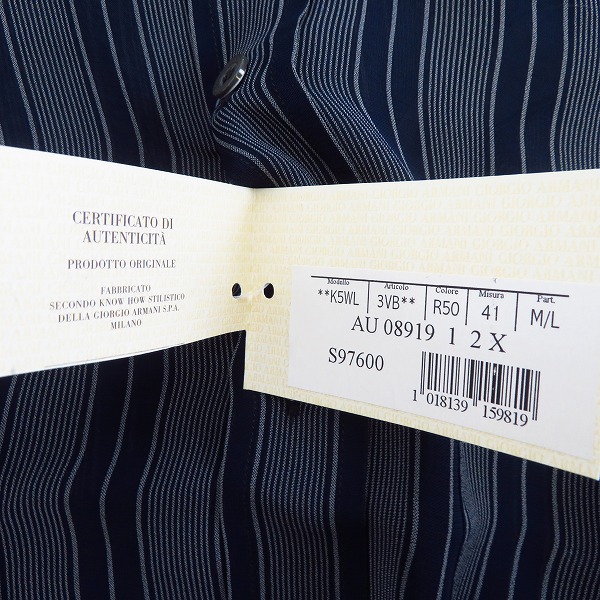 CERTIFICATO DI
AUTENTICITÀ
PRODOTTO ORIGINALE
FABBRICATO
SECONDO KNOW HOW STILISTICO
DELLA GIORGIO ARMANI S.P.A.
MILANO
Modello Articolo Colore Misura Part.
**K5WL 3VB** R50 41 M/L
AU 08919 1 2 X
S97600
1 018139 159819